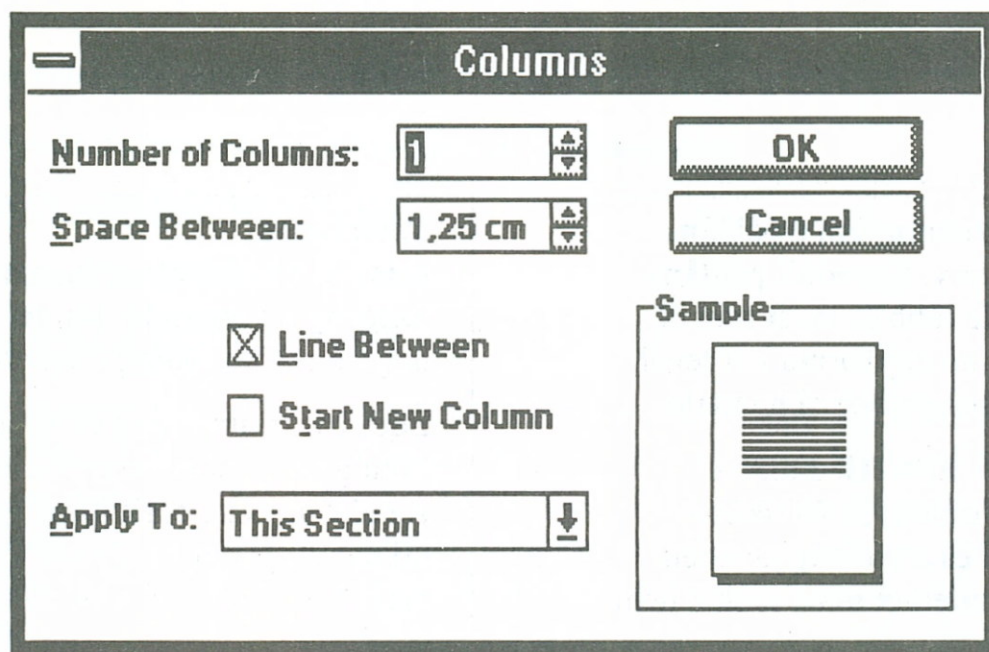 Columns
Number of Columns: 1
OK
Space Between: 1,25 cm
Cancel
Sample
Line Between
Start New Column
Apply To: This Section